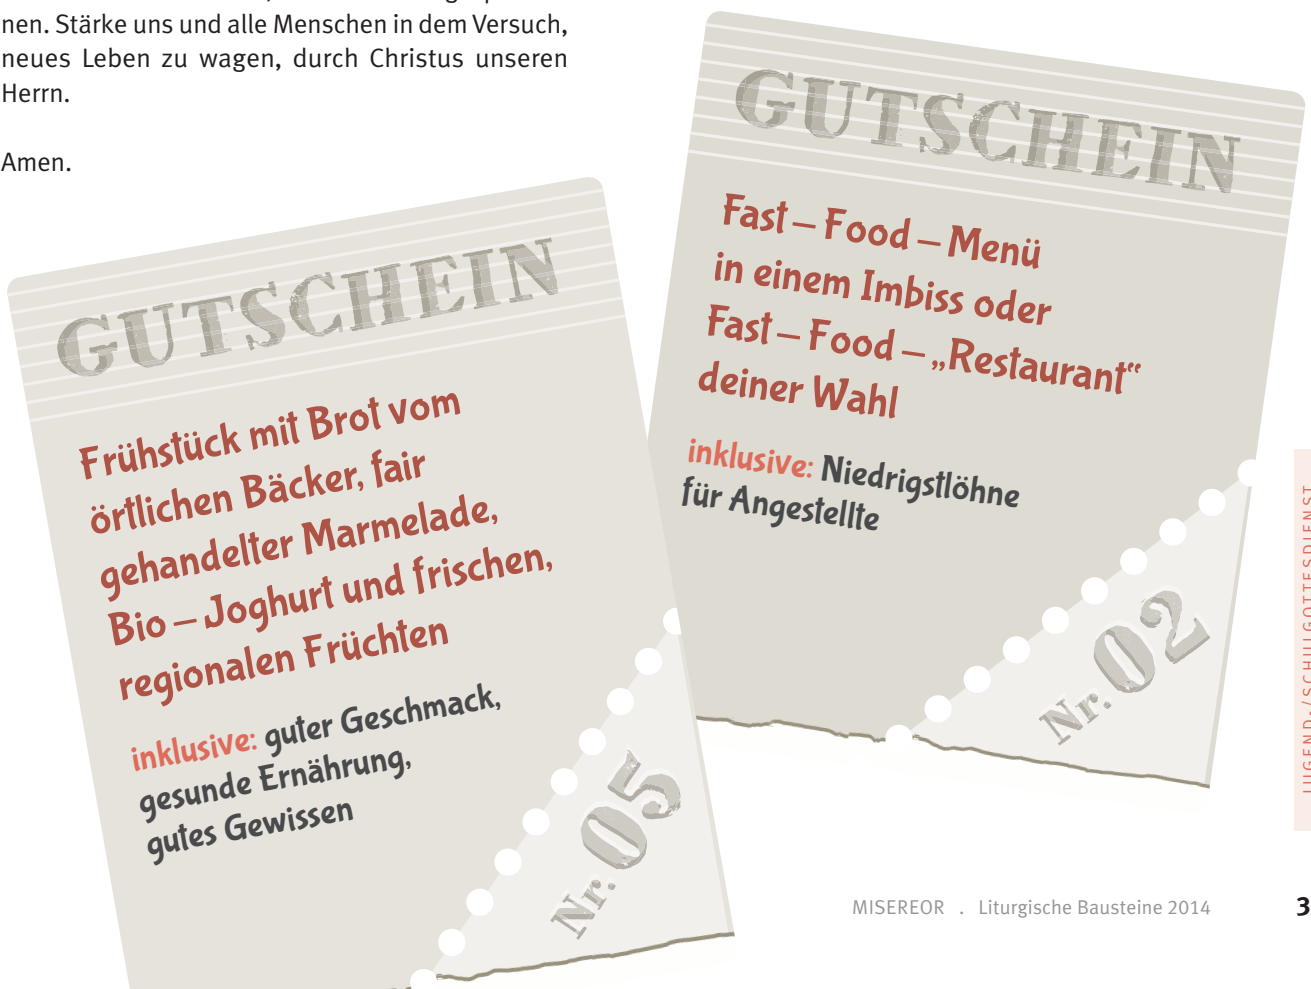 nen. Stärke uns und alle Menschen in dem Versuch,
neues Leben zu wagen, durch Christus unseren
Herrn.
Amen.
GUTSCHEIN
Frühstück mit Brot vom
örtlichen Bäcker, fair
gehandelter Marmelade,
Bio – Joghurt und frischen,
regionalen Früchten
inklusive: guter Geschmack,
gesunde Ernährung,
gutes Gewissen
Nr. 05
GUTSCHEIN
Fast – Food – Menü
in einem Imbiss oder
Fast – Food – „Restaurant“
deiner Wahl
inklusive: Niedrigstlöhne
für Angestellte
Nr. 02
JUGEND-/SCHULGOTTESDIENST
MISEREOR . Liturgische Bausteine 2014 3